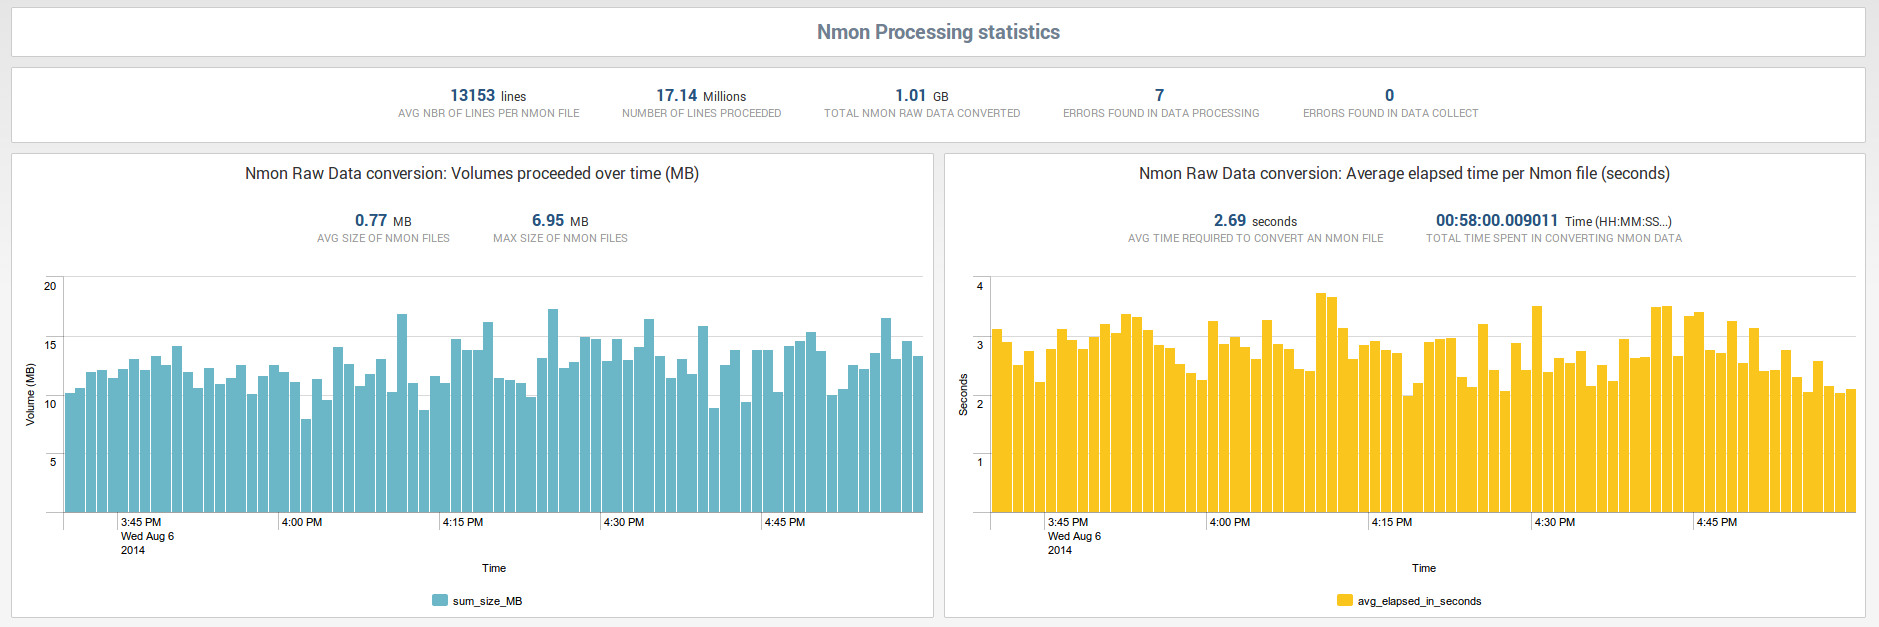 Nmon Processing statistics
13153 lines
AVG NBR OF LINES PER NMON FILE
17.14 Millions
NUMBER OF LINES PROCEEDED
1.01 GB
TOTAL NMON RAW DATA CONVERTED
7
ERRORS FOUND IN DATA PROCESSING
0
ERRORS FOUND IN DATA COLLECT
Nmon Raw Data conversion: Volumes proceeded over time (MB)
0.77 MB
AVG SIZE OF NMON FILES
6.95 MB
MAX SIZE OF NMON FILES
20
15
10
5
Volume (MB)
3:45 PM
Wed Aug 6
2014
4:00 PM
4:15 PM
4:30 PM
4:45 PM
Time
sum_size_MB
Nmon Raw Data conversion: Average elapsed time per Nmon file (seconds)
2.69 seconds
AVG TIME REQUIRED TO CONVERT AN NMON FILE
00:58:00.009011 Time (HH:MM:SS...)
TOTAL TIME SPENT IN CONVERTING NMON DATA
4
3
2
1
Seconds
3:45 PM
Wed Aug 6
2014
4:00 PM
4:15 PM
4:30 PM
4:45 PM
Time
avg_elapsed_in_seconds